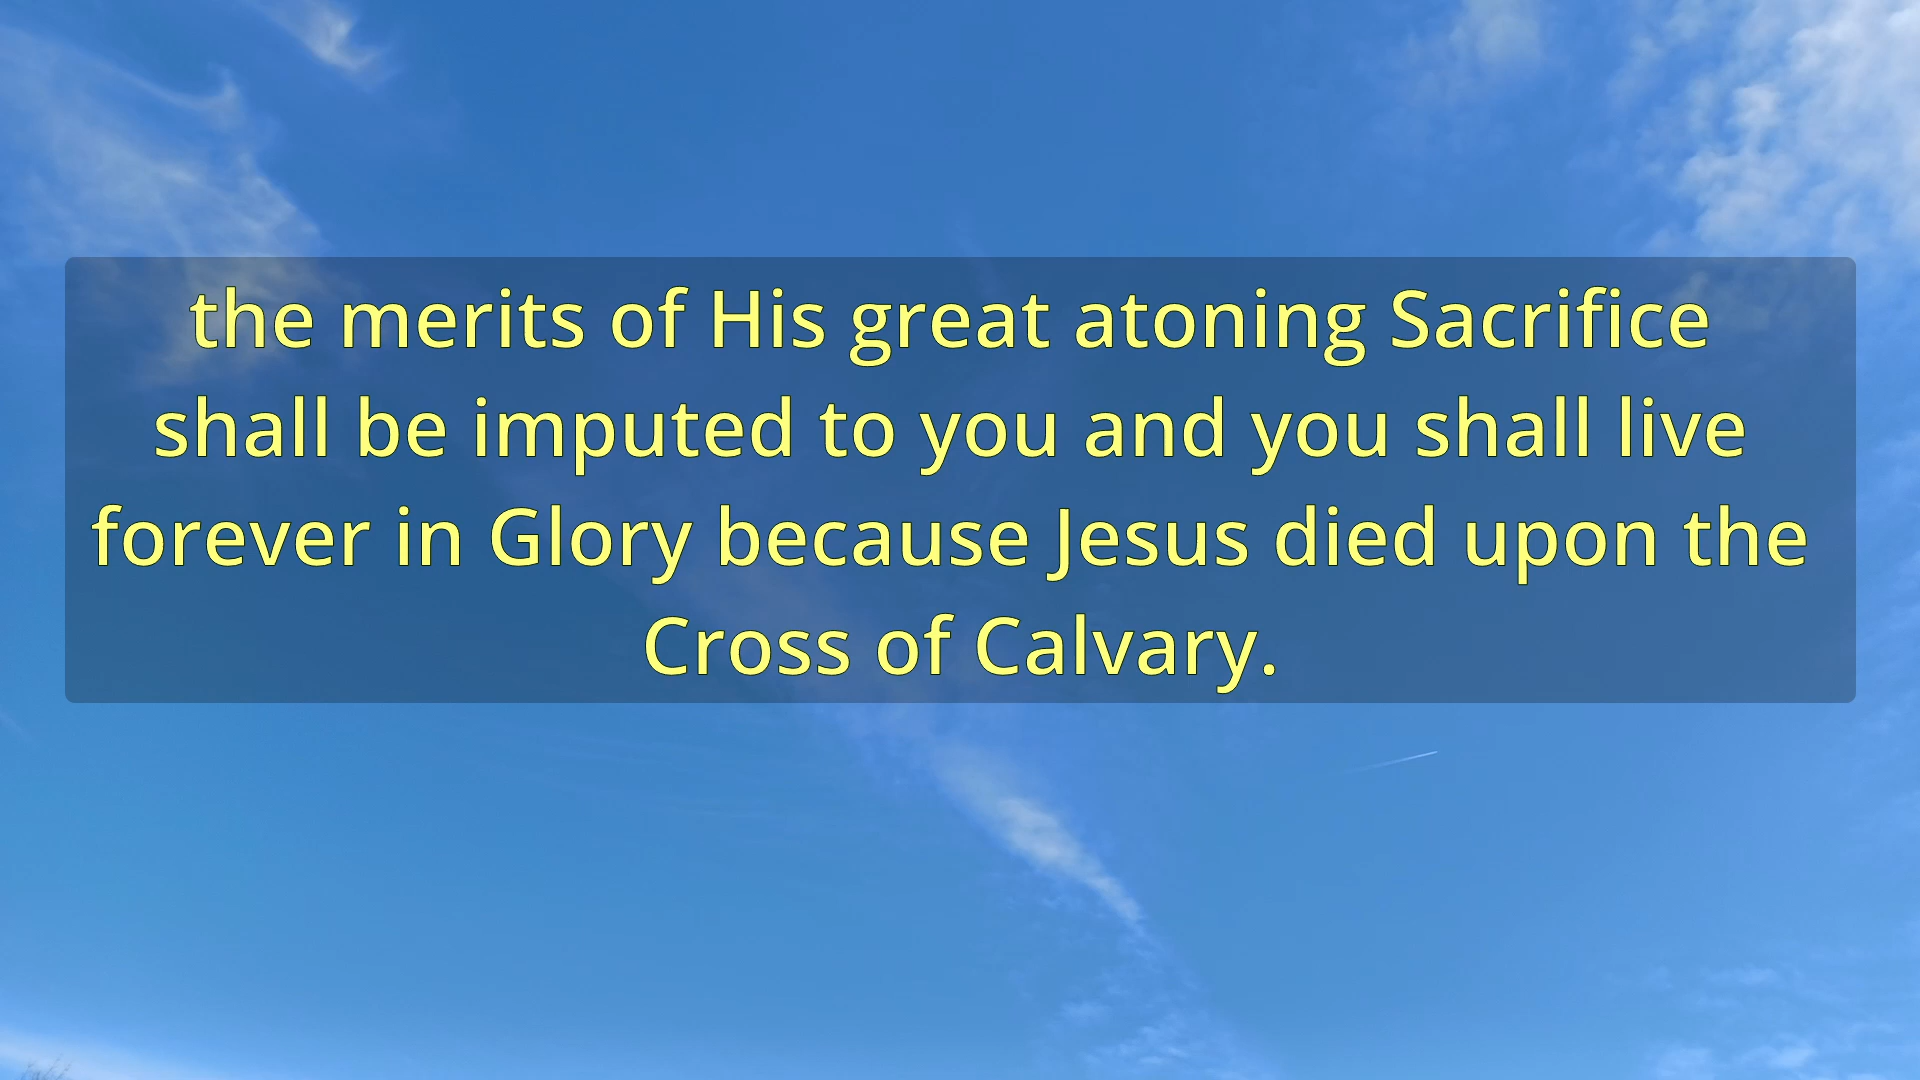 the merits of His great atoning Sacrifice
shall be imputed to you and you shall live
forever in Glory because Jesus died upon the
Cross of Calvary.